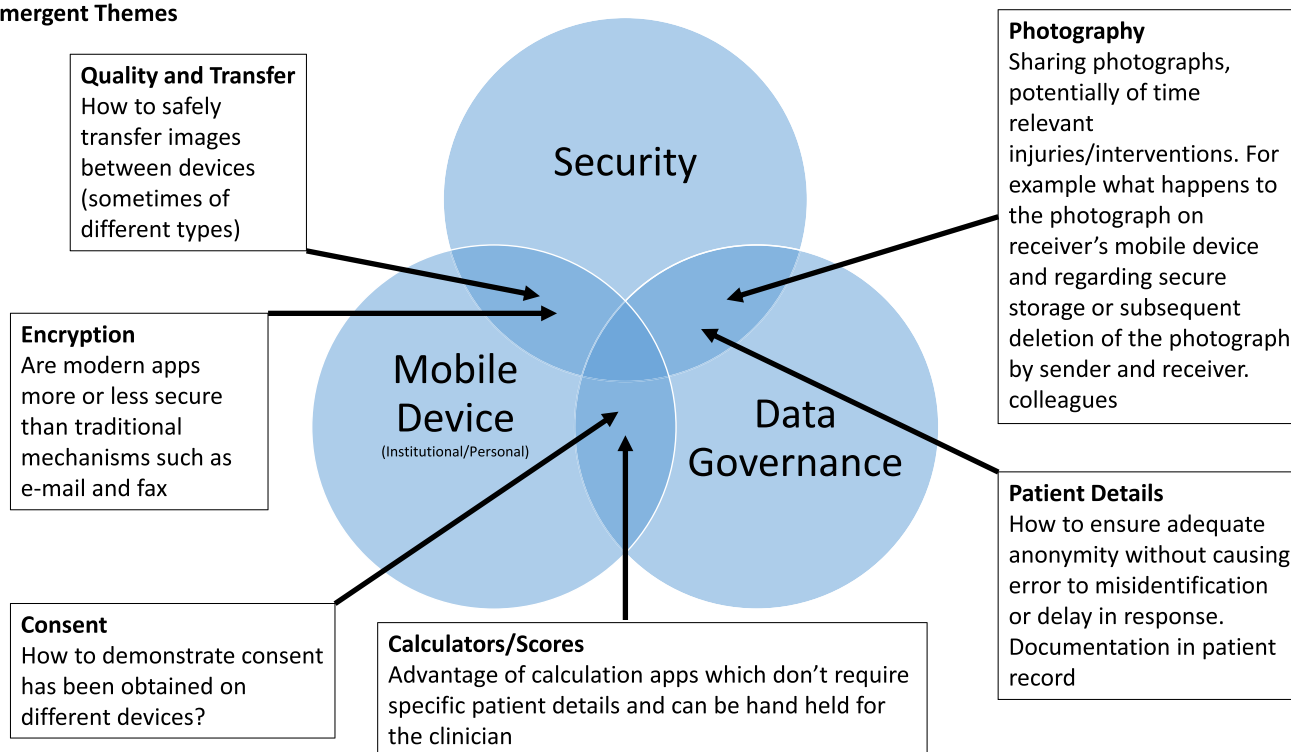 mergent Themes
Quality and Transfer
How to safely
transfer images
between devices
(sometimes of
different types)
Encryption
Are modern apps
more or less secure
than traditional
mechanisms such as
e-mail and fax
Consent
How to demonstrate consent
has been obtained on
different devices?
Security
Mobile
Device
(Institutional/Personal)
Data
Governance
Calculators/Scores
Advantage of calculation apps which don’t require
specific patient details and can be hand held for
the clinician
Photography
Sharing photographs,
potentially of time
relevant
injuries/interventions. For
example what happens to
the photograph on
receiver’s mobile device
and regarding secure
storage or subsequent
deletion of the photograph
by sender and receiver.
colleagues
Patient Details
How to ensure adequate
anonymity without causing
error to misidentification
or delay in response.
Documentation in patient
record